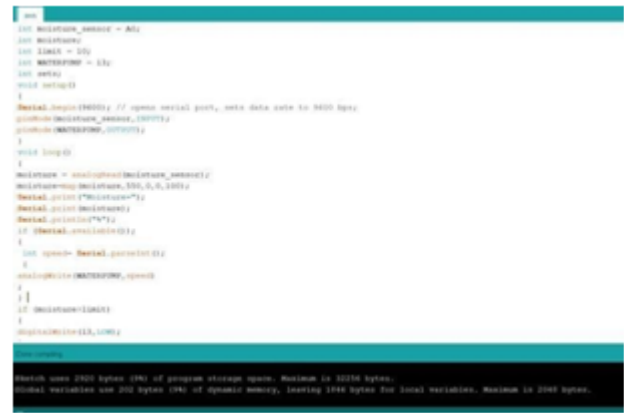 int moisture_sensor = A0;
int moisture;
int limit = 10;
int WATERPUMP = 13;
int
void setup()
{
Serial.begin(9600); // opens serial port, sets data rate to 9600 bps;
pinMode(moisture_sensor,INPUT);
pinMode(WATERPUMP,OUTPUT);
}
void loop()
{
moisture = analogRead(moisture_sensor);
moisture=map(moisture,550,0,0,100);
Serial.print("Moisture=");
Serial.print(moisture);
Serial.println("%");
if (Serial.available());
{
int speed= Serial.parseInt();
{
analogWrite(WATERPUMP,speed)
;
}
if (moisture<limit)
{
digitalWrite(13,LOW);
Done compiling
Sketch uses 2920 bytes (9%) of program storage space. Maximum is 32256 bytes.
Global variables use 202 bytes (9%) of dynamic memory, leaving 1846 bytes for local variables. Maximum is 2048 bytes.